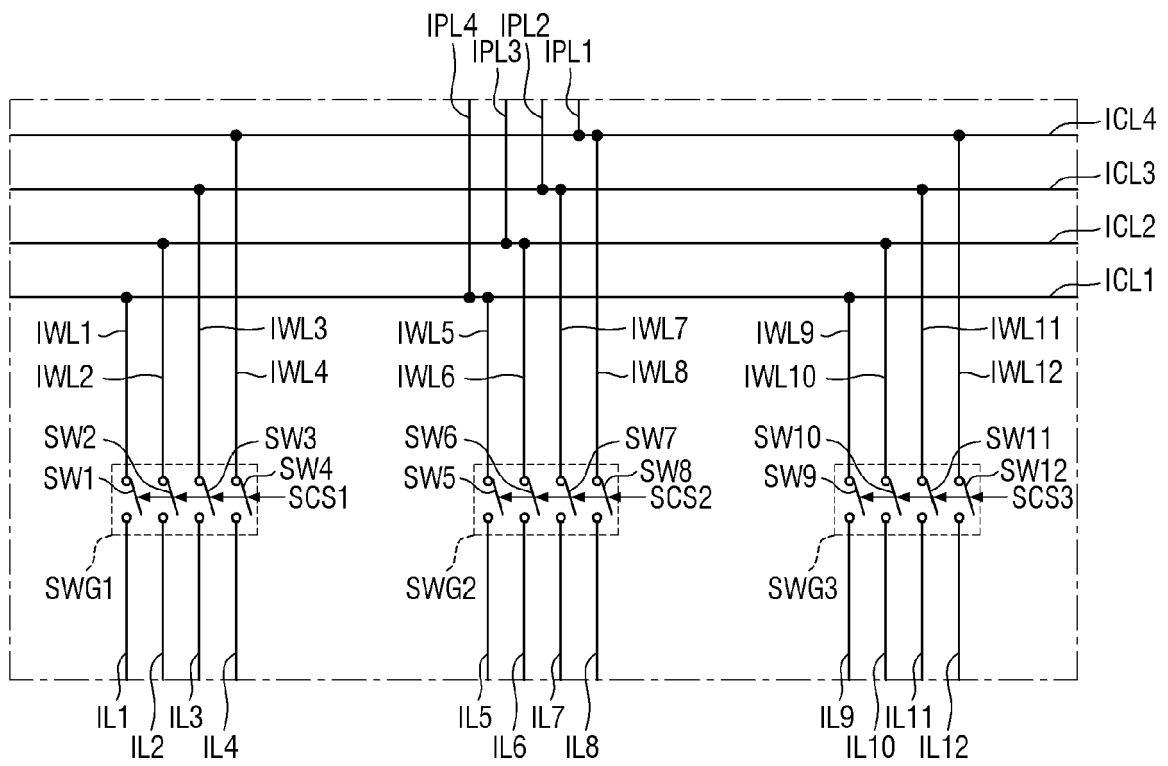 IPL4 IPL2
IPL3 IPL1
ICL4
ICL3
ICL2
ICL1
IWL1 IWL3 IWL5 IWL7 IWL9 IWL11
IWL2 IWL4 IWL6 IWL8 IWL10 IWL12
SW2 SW3 SW6 SW7 SW10 SW11
SW1 SW4 SW5 SW8 SW9 SW12
SCS1 SCS2 SCS3
SWG1 SWG2 SWG3
IL1 IL3 IL5 IL7 IL9 IL11
IL2 IL4 IL6 IL8 IL10 IL12